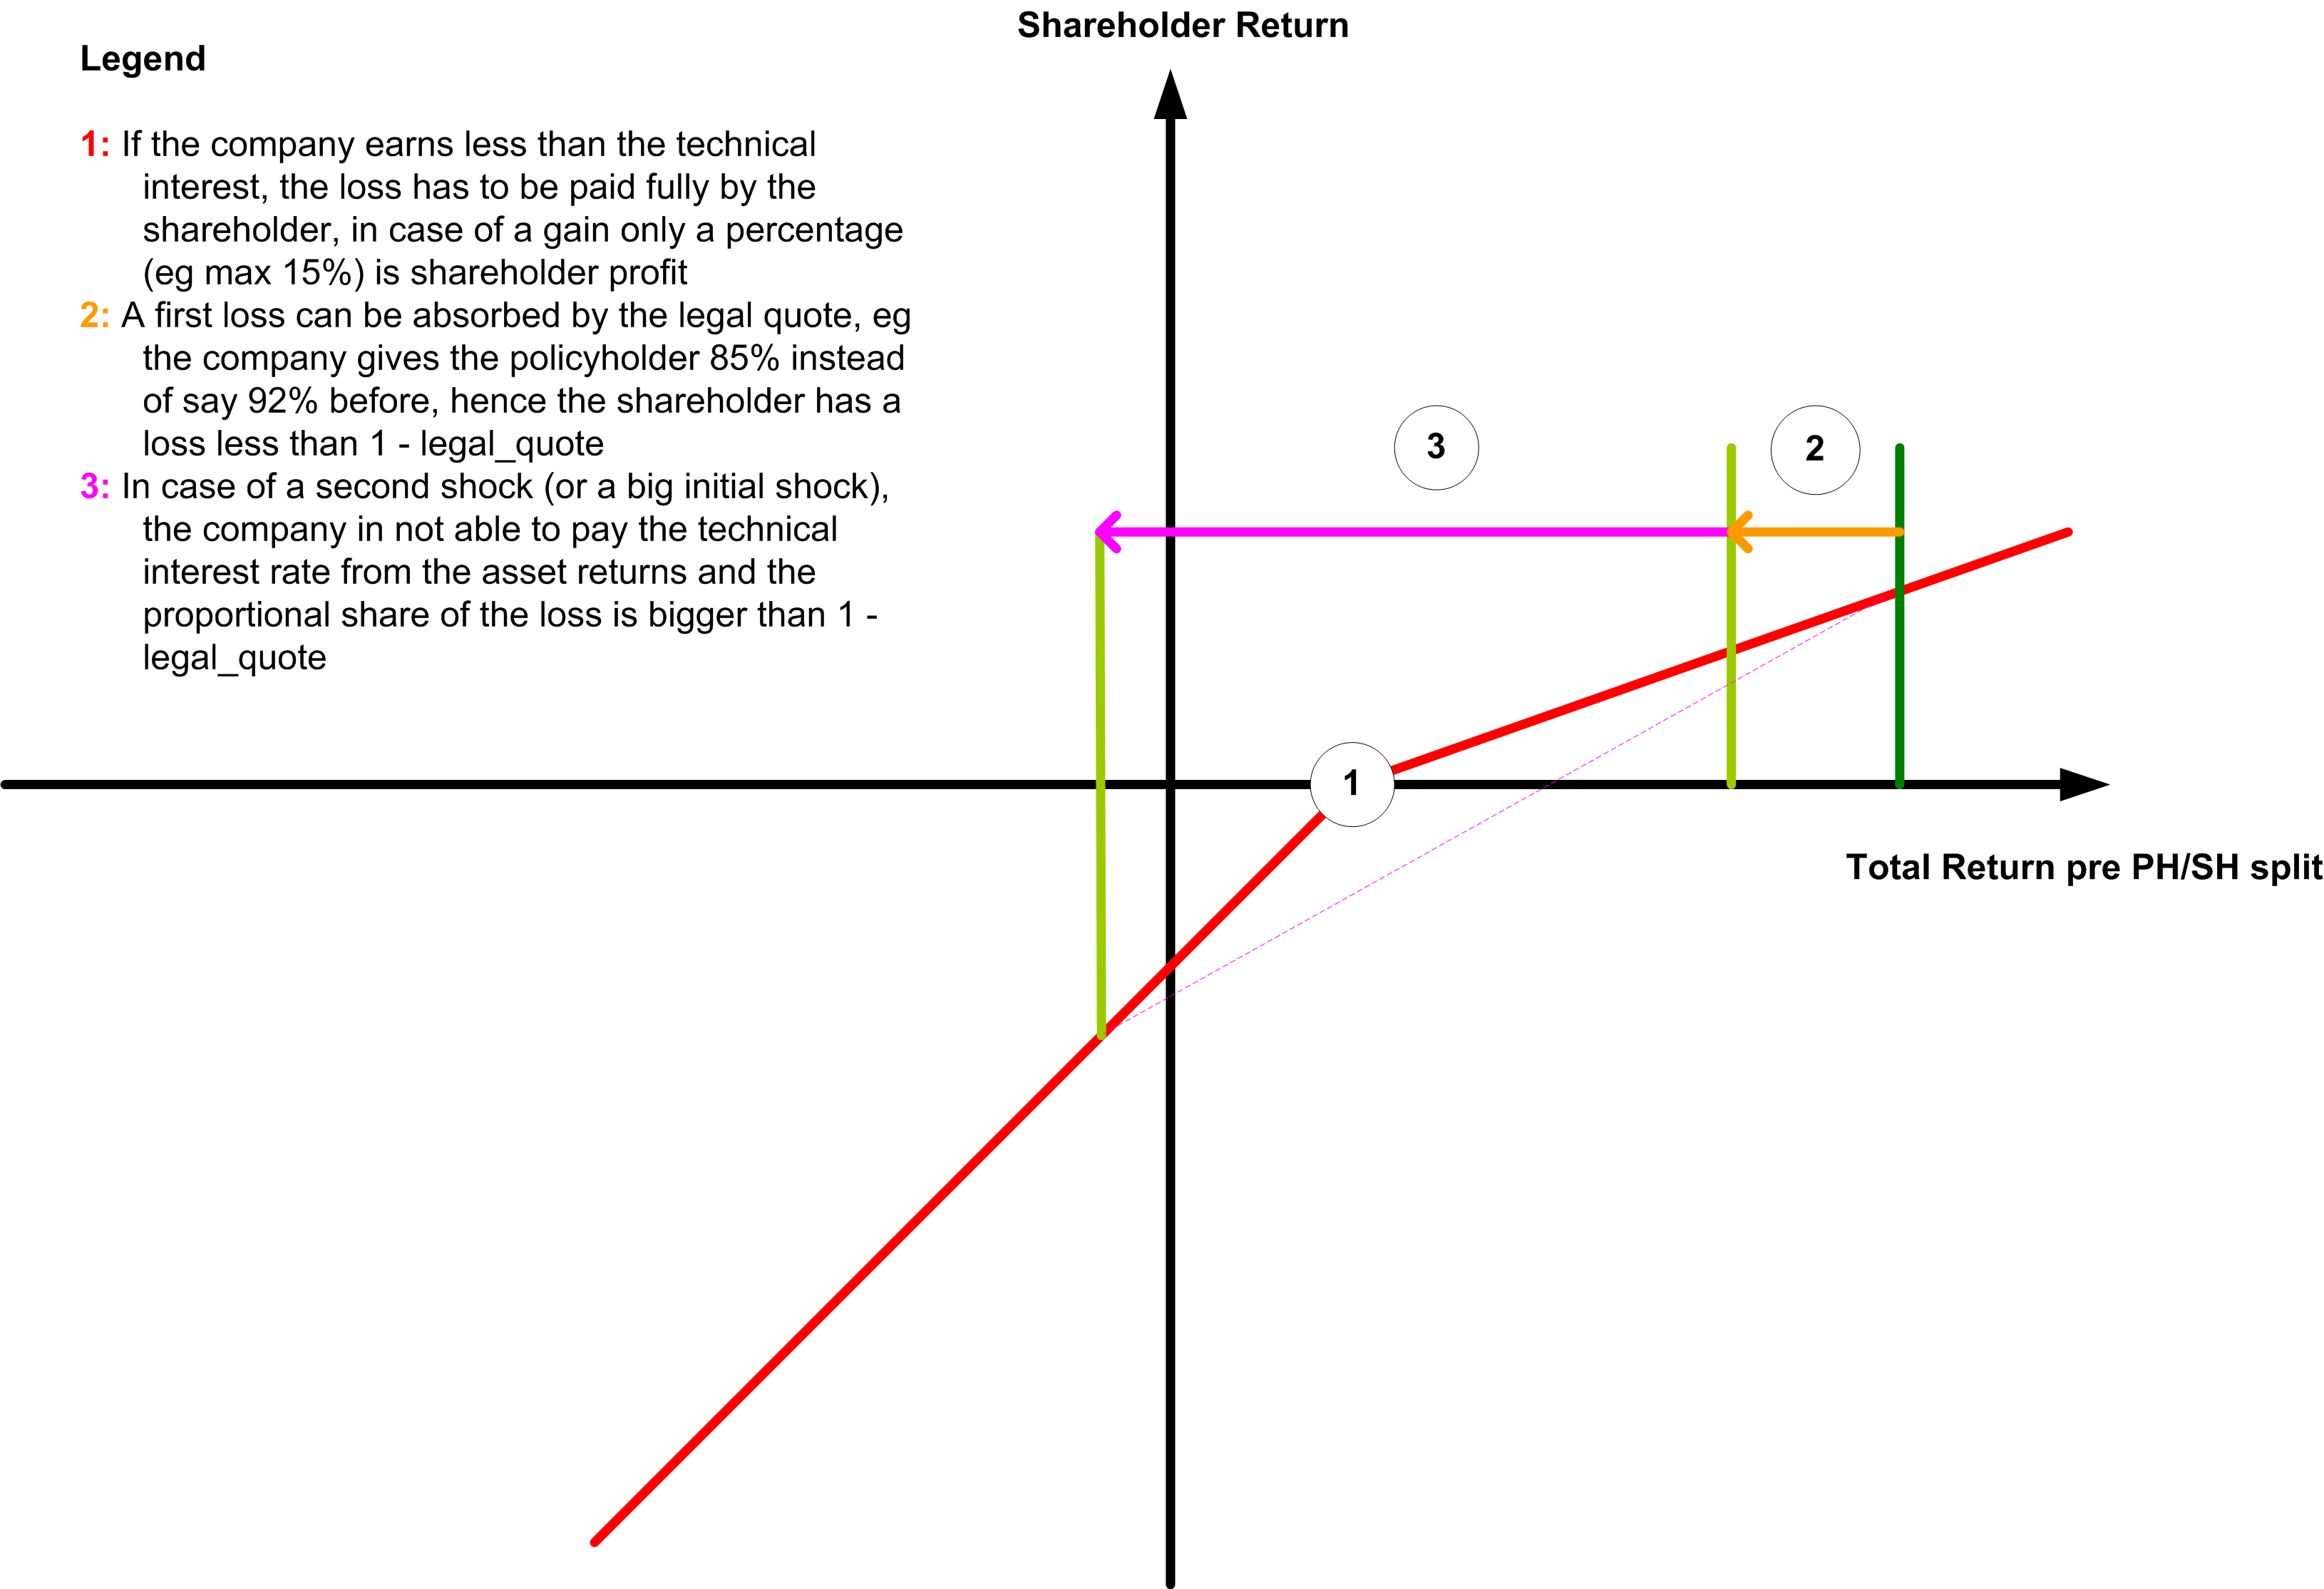 Shareholder Return
Legend
1: If the company earns less than the technical
interest, the loss has to be paid fully by the
shareholder, in case of a gain only a percentage
(eg max 15%) is shareholder profit
2: A first loss can be absorbed by the legal quote, eg
the company gives the policyholder 85% instead
of say 92% before, hence the shareholder has a
loss less than 1 - legal_quote
3: In case of a second shock (or a big initial shock),
the company in not able to pay the technical
interest rate from the asset returns and the
proportional share of the loss is bigger than 1 -
legal_quote
3
2
1
Total Return pre PH/SH split